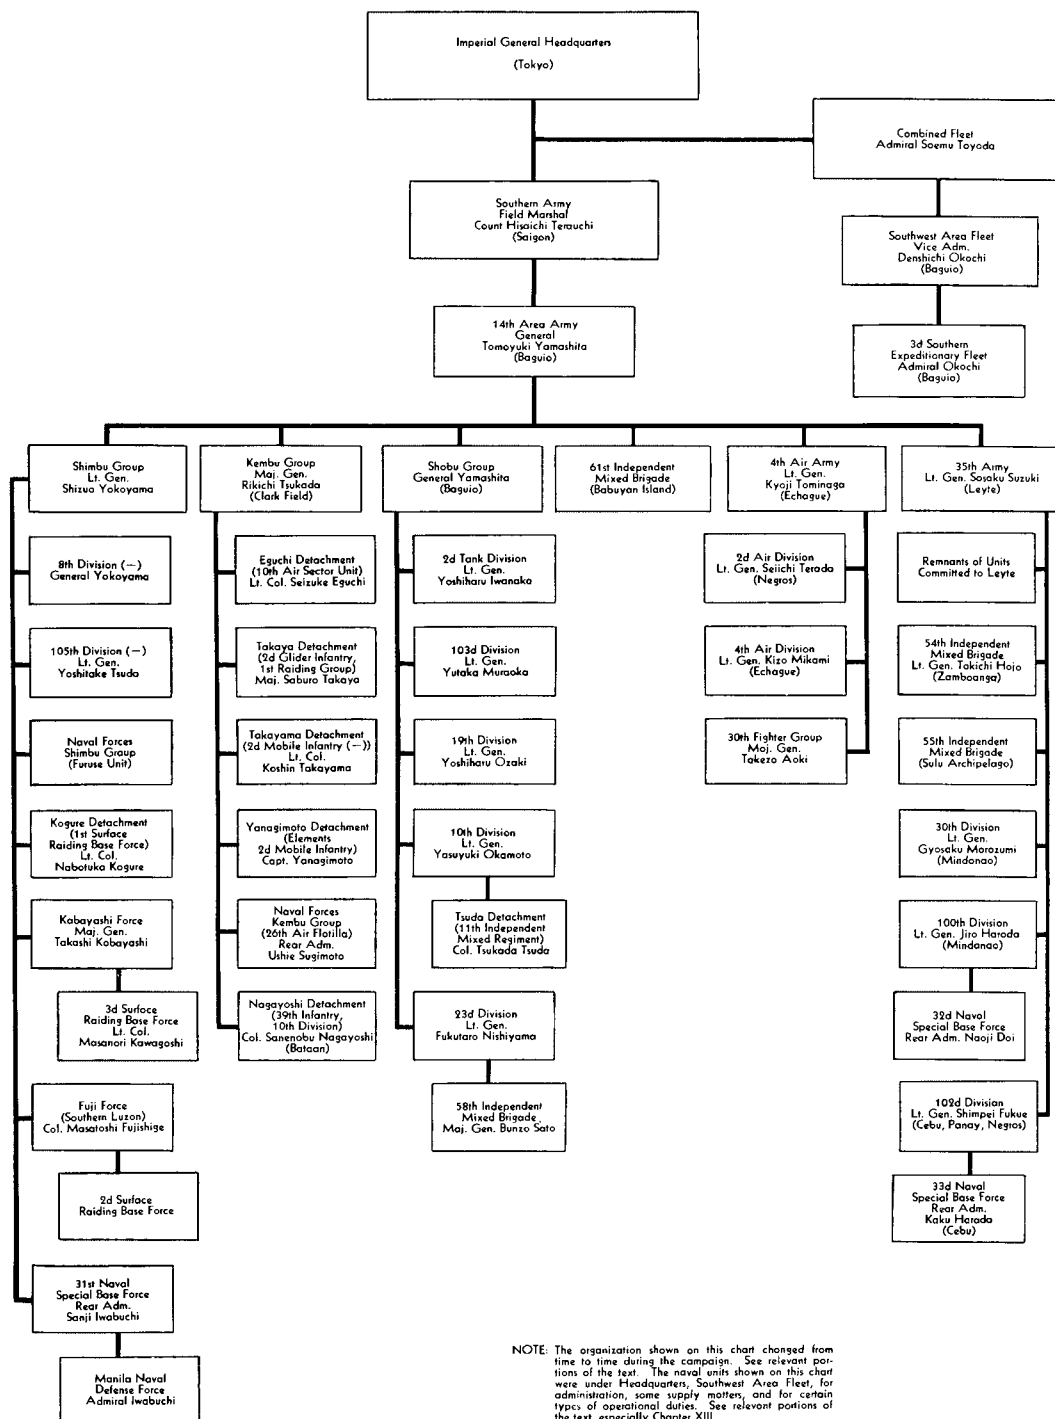 Imperial General Headquarters
(Tokyo)
Combined Fleet
Admiral Soemu Toyoda
Southern Army
Field Marshal
Count Hisaichi Terauchi
(Saigon)
Southwest Area Fleet
Vice Adm.
Denshichi Okochi
(Baguio)
14th Area Army
General
Tomoyuki Yamashita
(Baguio)
3d Southern
Expeditionary Fleet
Admiral Okochi
(Baguio)
Shimbu Group
Lt. Gen.
Shizuo Yokoyama
Kembu Group
Maj. Gen.
Rikichi Tsukada
(Clark Field)
Shobu Group
General Yamashita
(Baguio)
61st Independent
Mixed Brigade
(Babuyan Island)
4th Air Army
Lt. Gen.
Kyoji Tominaga
(Echague)
35th Army
Lt. Gen. Sosaku Suzuki
(Leyte)
8th Division (—)
General Yokoyama
105th Division (—)
Lt. Gen.
Yoshitake Tsuda
Naval Forces
Shimbu Group
(Furuse Unit)
Kogure Detachment
(1st Surface
Raiding Base Force)
Lt. Col.
Nabotuka Kogure
Kabayashi Force
Maj. Gen.
Takashi Kobayashi
3d Surface
Raiding Base Force
Lt. Col.
Masanori Kawagoshi
Fuji Force
(Southern Luzon)
Col. Masatoshi Fujishige
2d Surface
Raiding Base Force
31st Naval
Special Base Force
Rear Adm.
Sanji Iwabuchi
Manila Naval
Defense Force
Admiral Iwabuchi
Eguchi Detachment
(10th Air Sector Unit)
Lt. Col. Seizuke Eguchi
Takaya Detachment
(2d Glider Infantry,
1st Raiding Group)
Maj. Saburo Takaya
Takayama Detachment
(2d Mobile Infantry (—))
Lt. Col.
Koshin Takayama
Yanagimoto Detachment
(Elements
2d Mobile Infantry)
Capt. Yanagimoto
Naval Forces
Kembu Group
(26th Air Flotilla)
Rear Adm.
Ushie Sugimoto
Nagayoshi Detachment
(39th Infantry,
10th Division)
Col. Sanenobu Nagayoshi
(Bataan)
2d Tank Division
Lt. Gen.
Yoshiharu Iwanaka
103d Division
Lt. Gen.
Yutaka Muraoka
19th Division
Lt. Gen.
Yoshiharu Ozaki
10th Division
Lt. Gen.
Yasuyuki Okamoto
Tsuda Detachment
(11th Independent
Mixed Regiment)
Col. Tsukada Tsuda
23d Division
Lt. Gen.
Fukutaro Nishiyama
58th Independent
Mixed Brigade
Maj. Gen. Bunzo Sato
2d Air Division
Lt. Gen. Seiichi Terada
(Negros)
4th Air Division
Lt. Gen. Kizo Mikami
(Echague)
30th Fighter Group
Maj. Gen.
Takezo Aoki
Remnants of Units
Committed to Leyte
54th Independent
Mixed Brigade
Lt. Gen. Tokichi Hojo
(Zamboanga)
55th Independent
Mixed Brigade
(Sulu Archipelago)
30th Division
Lt. Gen.
Gyosaku Morozumi
(Mindanao)
100th Division
Lt. Gen. Jiro Harada
(Mindanao)
32d Naval
Special Base Force
Rear Adm. Naoji Doi
102d Division
Lt. Gen. Shimpei Fukue
(Cebu, Panay, Negros)
33d Naval
Special Base Force
Rear Adm.
Kaku Harada
(Cebu)
NOTE: The organization shown on this chart changed from
time to time during the campaign. See relevant por-
tions of the text. The naval units shown on this chart
were under Headquarters, Southwest Area Fleet, for
administration, some supply matters, and for certain
types of operational duties. See relevant portions of
the text, especially Chapter XIII.